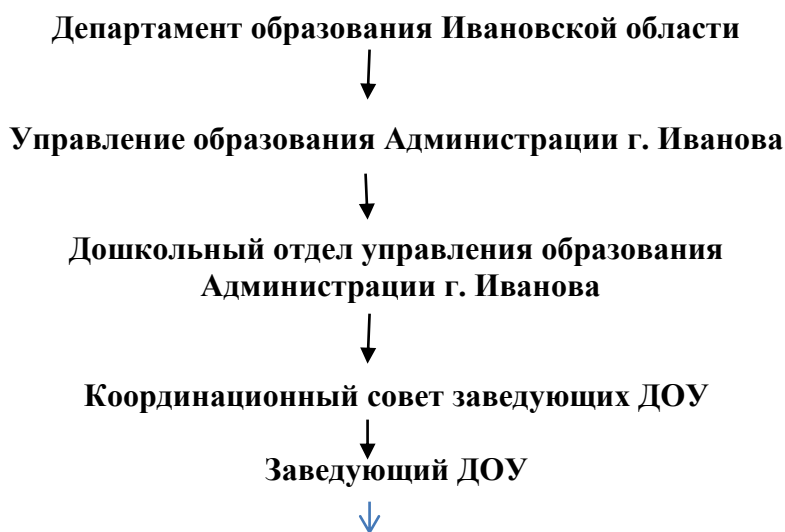 Департамент образования Ивановской области
Управление образования Администрации г. Иванова
Дошкольный отдел управления образования
Администрации г. Иванова
Координационный совет заведующих ДОУ
Заведующий ДОУ